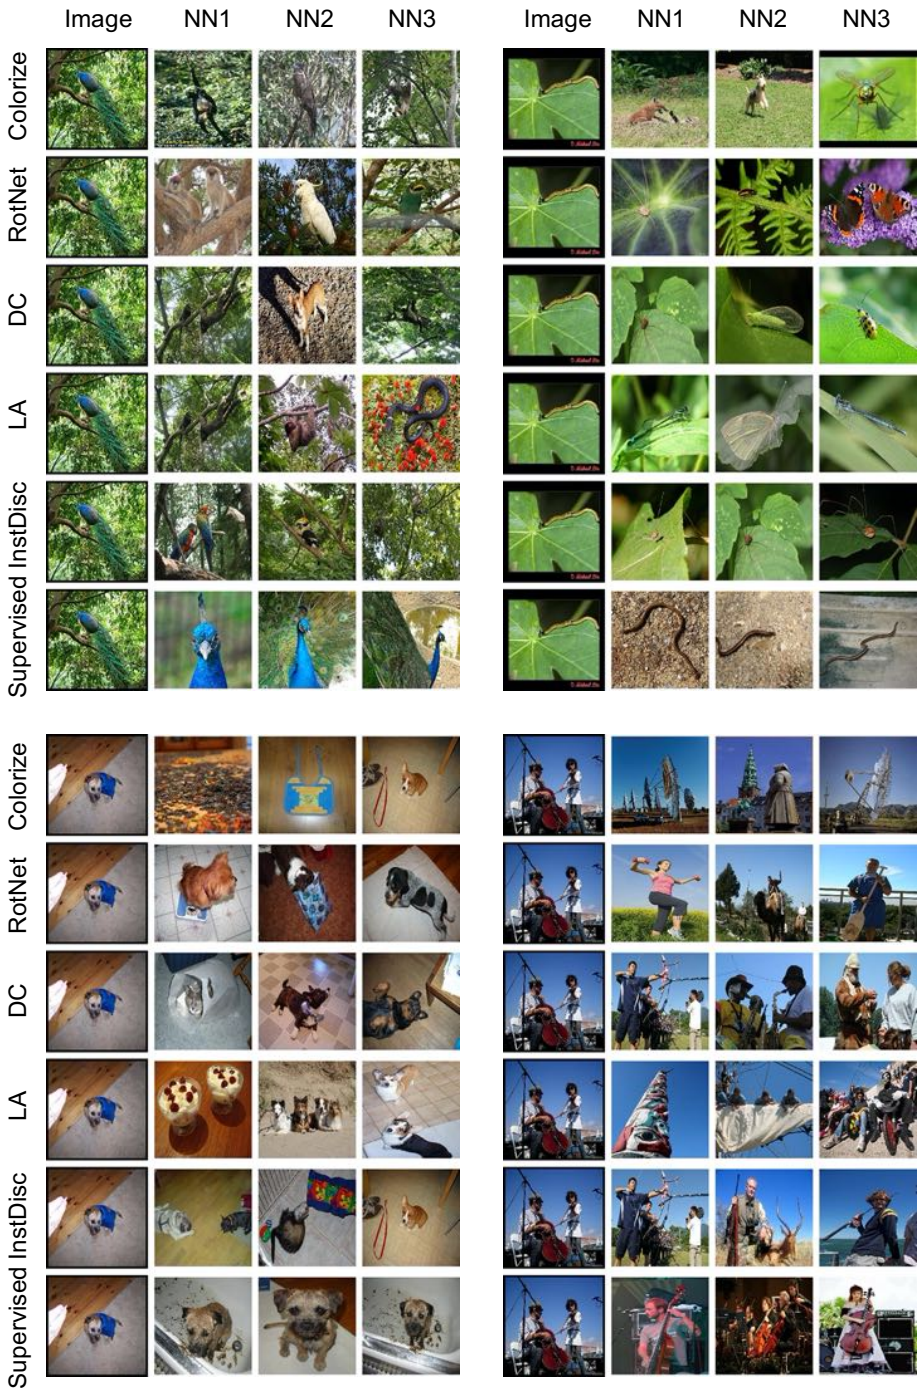 Image NN1 NN2 NN3 Image NN1 NN2 NN3
Colorize
RotNet
DC
LA
InstDisc
Supervised
Colorize
RotNet
DC
LA
InstDisc
Supervised